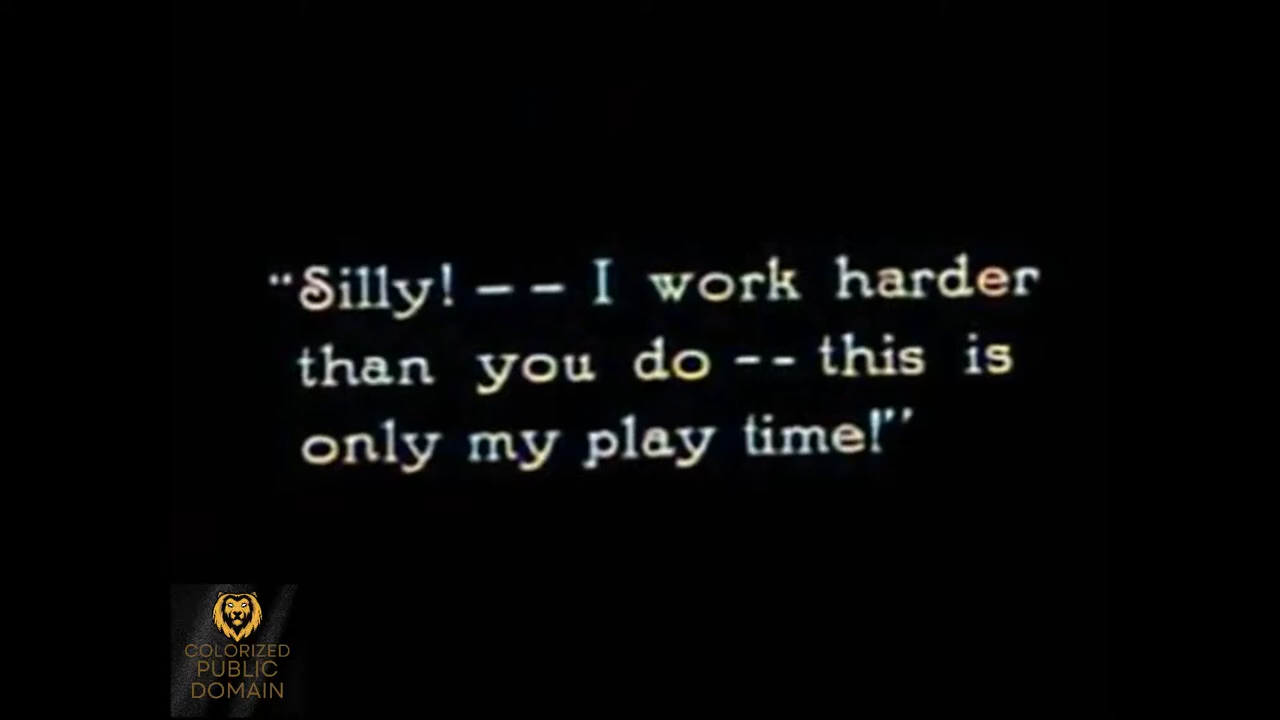 “Silly! -- I work harder
than you do -- this is
only my play time!”
COLORIZED
PUBLIC
DOMAIN